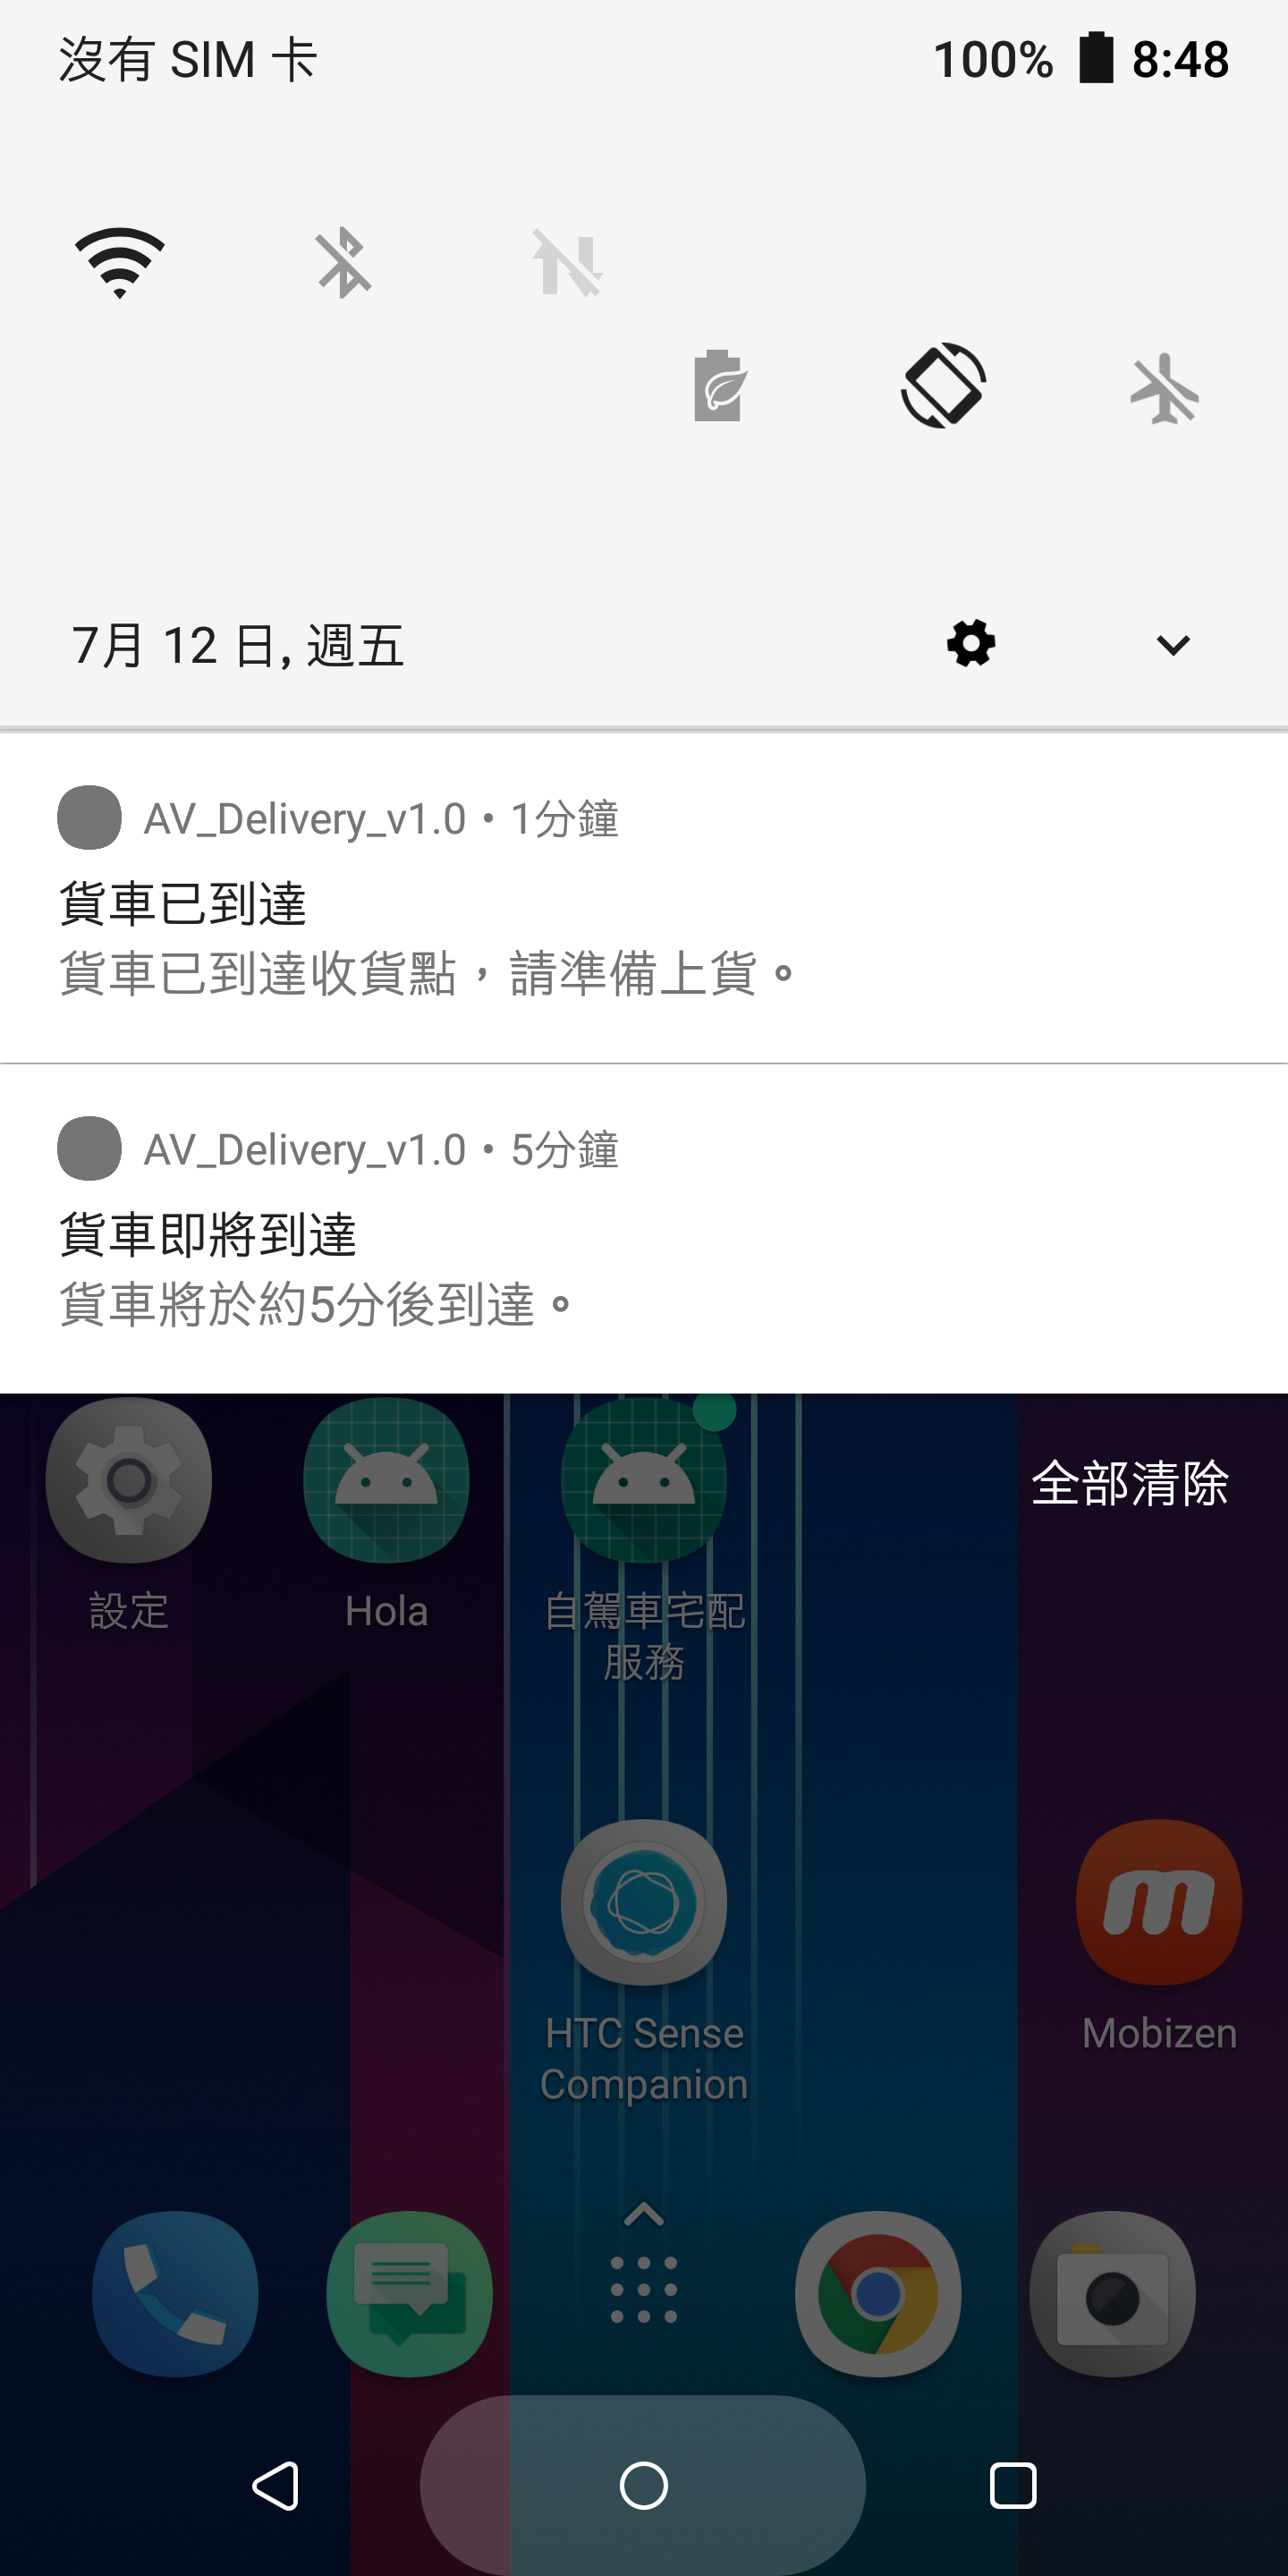 沒有 SIM 卡
100% 8:48
7月 12 日, 週五
AV_Delivery_v1.0 • 1分鐘
貨車已到達
貨車已到達收貨點，請準備上貨。
AV_Delivery_v1.0 • 5分鐘
貨車即將到達
貨車將於約5分後到達。
全部清除
設定
Hola
自駕車宅配
服務
HTC Sense
Companion
Mobizen